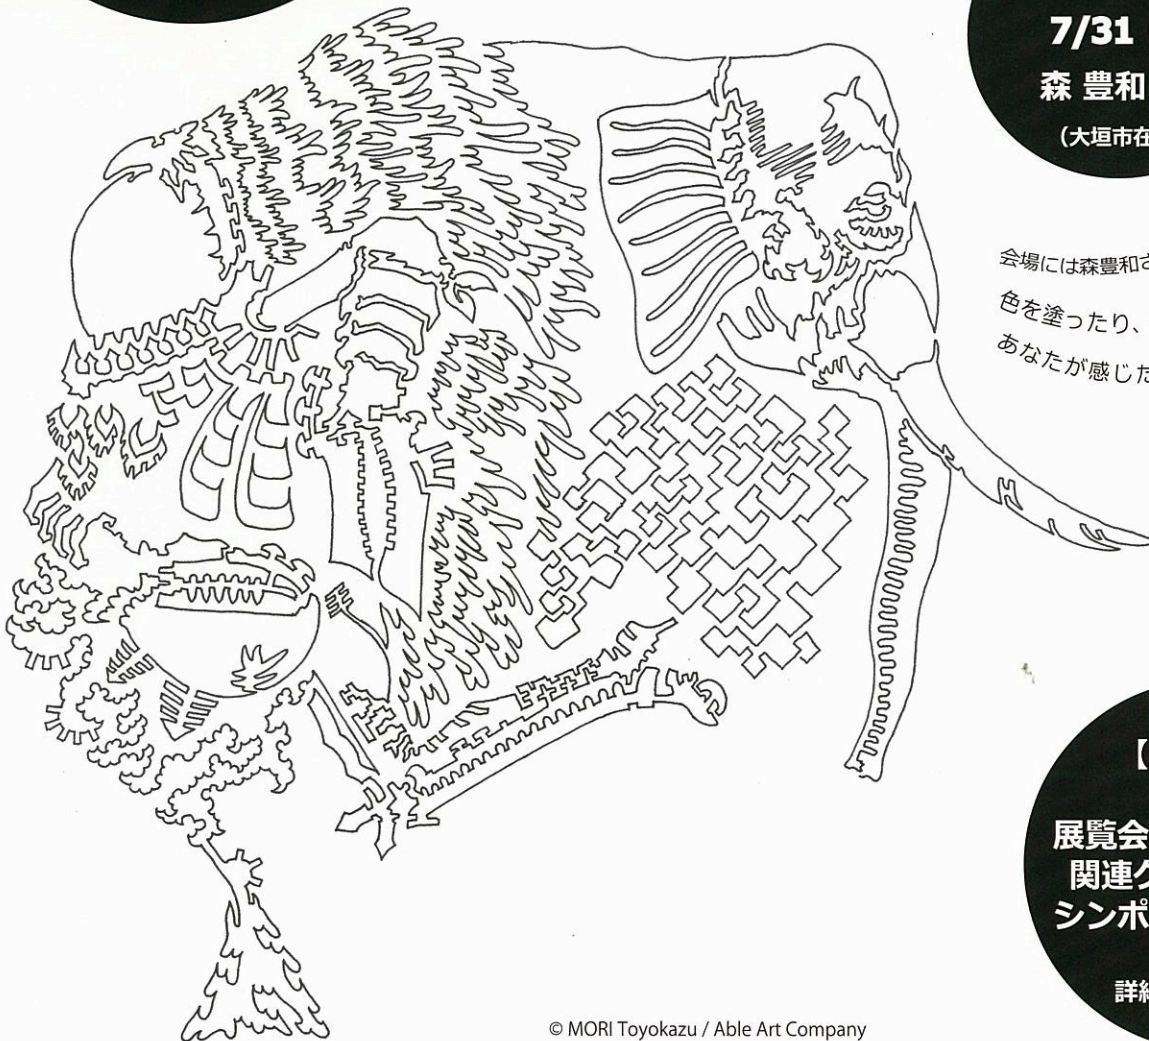 7/31
森 豊和
（大垣市在
会場には森豊和さ
色を塗ったり、
あなたが感じた
【
展覧会
関連グ
シンポ
詳細
© MORI Toyokazu / Able Art Company